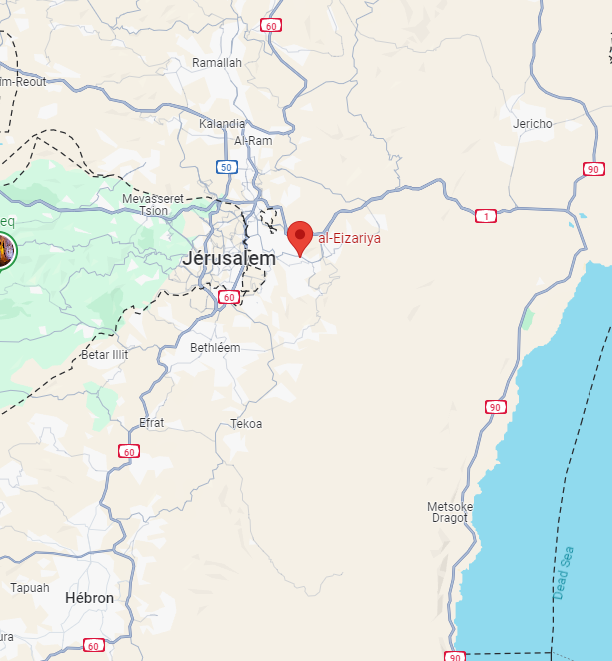 60
Ramallah
im-Reout
Kalandia
Jericho
Al-Ram
50
90
Mevasseret
Tsion
1
eq
al-Eizariya
Jérusalem
60
Bethléem
Betar Illit
90
Efrat
Tekoa
60
Metsoke
Dragot
Dead Sea
Tapuah
Hébron
ura
60
90